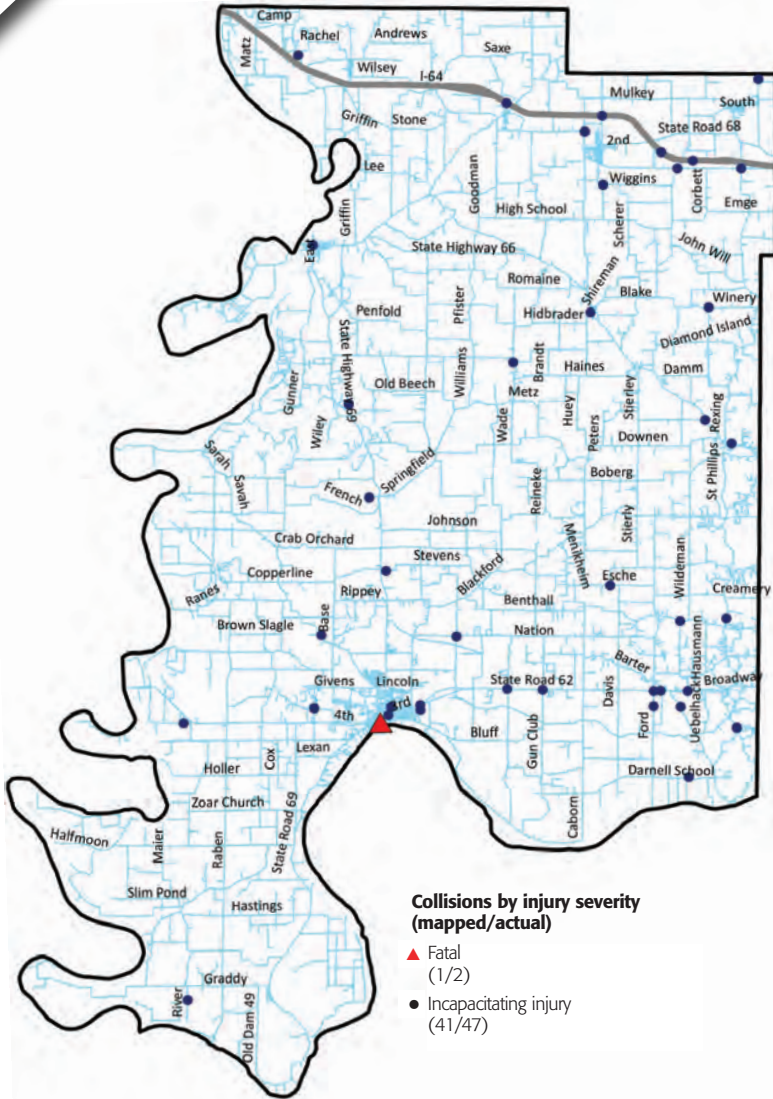 Camp
Rachel
Andrews
Matz
Saxe
Wilsey
I-64
Mulkey
South
Griffin
Stone
State Road 68
2nd
Lee
Goodman
Wiggins
Corbett
Emge
High School
Griffin
Scherer
East
State Highway 66
John Will
Romaine
Shireman
Blake
Winery
Penfold
Pfister
Hidbrader
Diamond Island
State Highway 69
Brandt
Haines
Damm
Gunner
Old Beech
Williams
Metz
Wiley
Wade
Huey
Peters
Stierley
Rexing
Downen
Sarah
Savah
Springfield
French
Reineke
Boberg
St Phillips
Johnson
Stierly
Crab Orchard
Menikheim
Stevens
Copperline
Blackford
Esche
Wildeman
Creamery
Ranes
Rippey
Benthall
Brown Slagle
Base
Nation
Hausmann
Barter
Givens
Lincoln
State Road 62
Broadway
4th
3rd
Davis
Ford
Uebelhack
Lexan
Cox
Bluff
Gun Club
Holler
Darnell School
Zoar Church
State Road 69
Caborn
Halfmoon
Maier
Raben
Slim Pond
Hastings
Graddy
River
Old Dam 49
Collisions by injury severity
(mapped/actual)
Fatal
(1/2)
Incapacitating injury
(41/47)